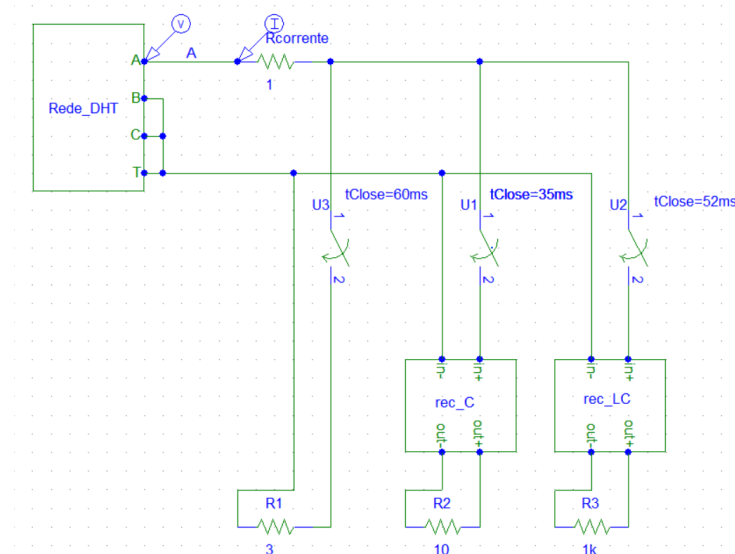 V
I
A
A
Rcorrente
1
B
Rede_DHT
C
T
tClose=60ms
tClose=35ms
tClose=52ms
U3
1
U1
1
U2
1
2
2
2
in-
in+
in-
in+
rec_C
rec_LC
out-
out+
out-
out+
R1
R2
R3
3
10
1k